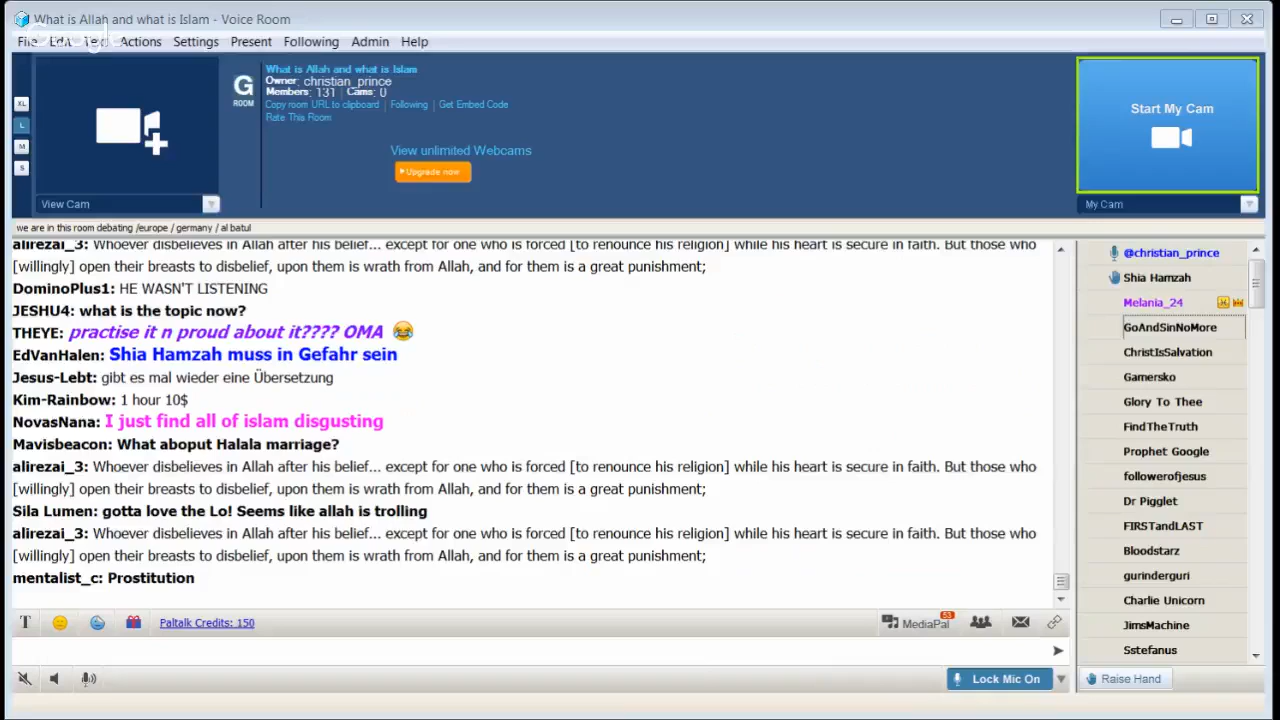 What is Allah and what is Islam - Voice Room
Google
File Edit Text Actions Settings Present Following Admin Help
XL
L
M
S
G
ROOM
What is Allah and what is Islam
Owner: christian_prince
Members: 131 Cams: 0
Copy room URL to clipboard | Following | Get Embed Code
Rate This Room
View unlimited Webcams
Upgrade now
Start My Cam
View Cam
My Cam
we are in this room debating /europe / germany / al batul
alirezai_3: Whoever disbelieves in Allah after his belief... except for one who is forced [to renounce his religion] while his heart is secure in faith. But those who
[willingly] open their breasts to disbelief, upon them is wrath from Allah, and for them is a great punishment;
DominoPlus1: HE WASN'T LISTENING
JESHU4: what is the topic now?
THEYE: practise it n proud about it???? OMA
EdVanHalen: Shia Hamzah muss in Gefahr sein
Jesus-Lebt: gibt es mal wieder eine Übersetzung
Kim-Rainbow: 1 hour 10$
NovasNana: I just find all of islam disgusting
Mavisbeacon: What aboput Halala marriage?
alirezai_3: Whoever disbelieves in Allah after his belief... except for one who is forced [to renounce his religion] while his heart is secure in faith. But those who
[willingly] open their breasts to disbelief, upon them is wrath from Allah, and for them is a great punishment;
Sila Lumen: gotta love the Lo! Seems like allah is trolling
alirezai_3: Whoever disbelieves in Allah after his belief... except for one who is forced [to renounce his religion] while his heart is secure in faith. But those who
[willingly] open their breasts to disbelief, upon them is wrath from Allah, and for them is a great punishment;
mentalist_c: Prostitution
@christian_prince
Shia Hamzah
Melania_24
GoAndSinNoMore
ChristIsSalvation
Gamersko
Glory To Thee
FindTheTruth
Prophet Google
followerofjesus
Dr Pigglet
FIRSTandLAST
Bloodstarz
gurinderguri
Charlie Unicorn
JimsMachine
Sstefanus
T
Paltalk Credits: 150
MediaPal
53
Lock Mic On
Raise Hand